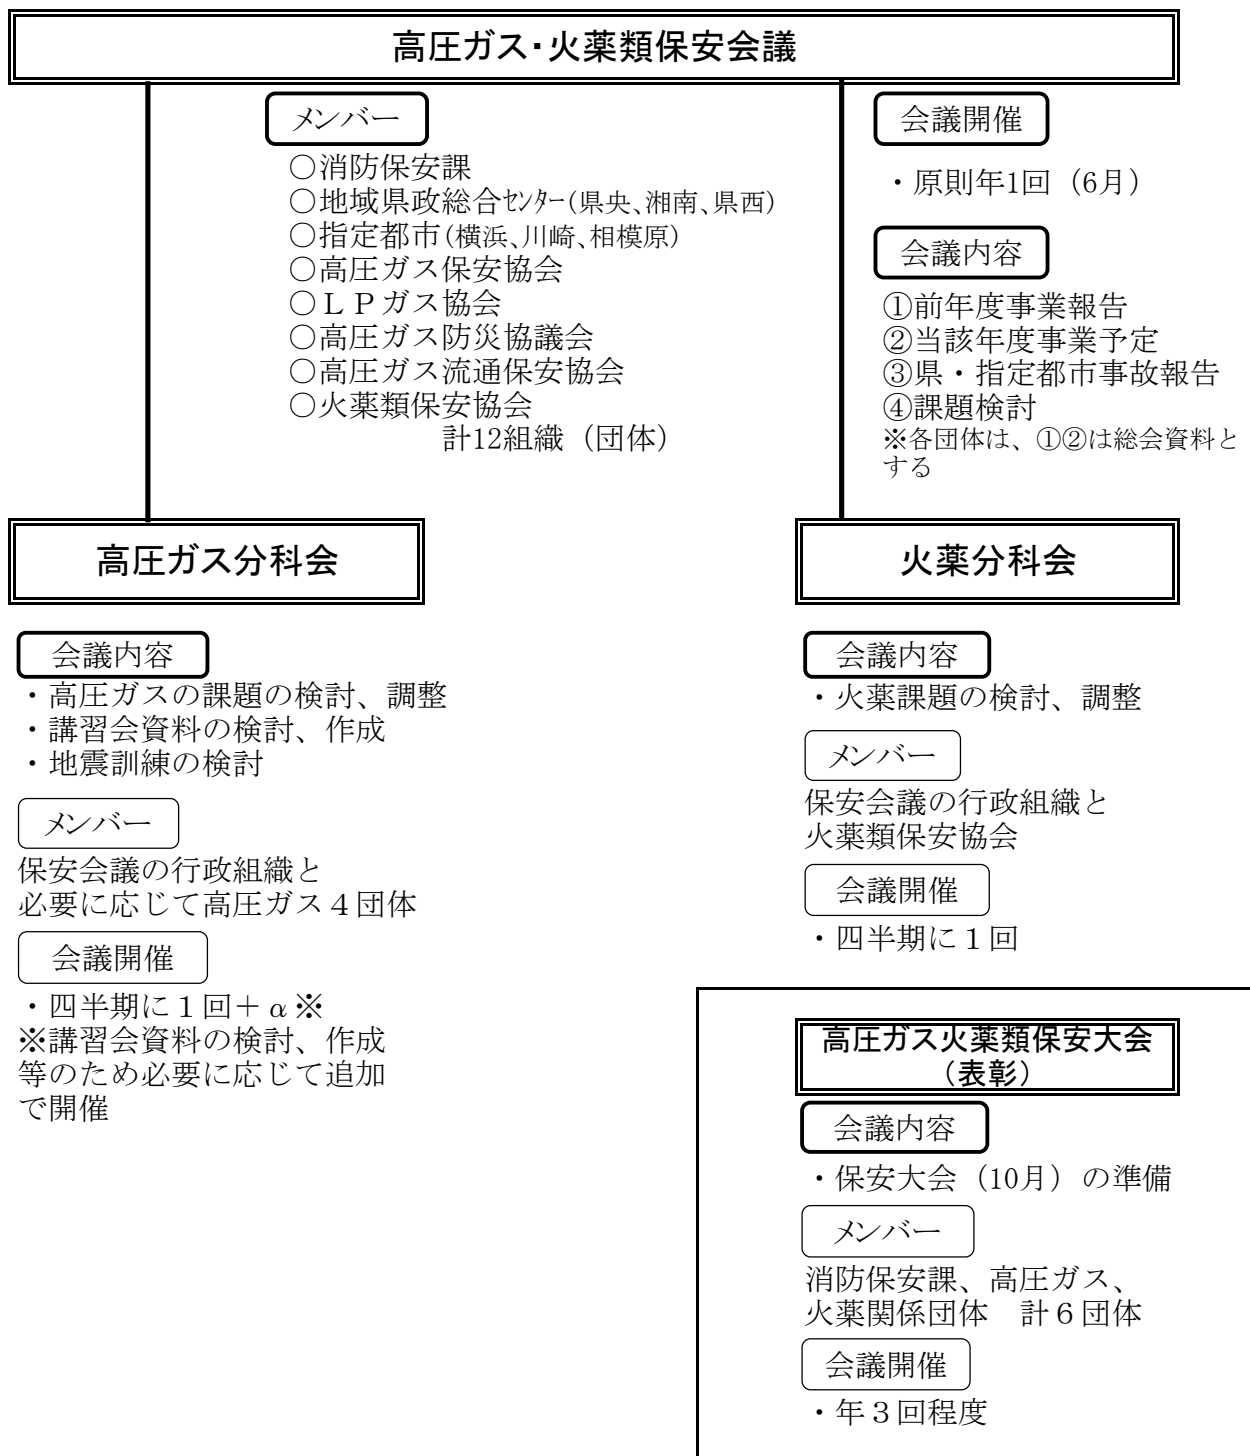 高圧ガス・火薬類保安会議
メンバー
○消防保安課
○地域県政総合ｾﾝﾀｰ(県央、湘南、県西)
○指定都市(横浜、川崎、相模原)
○高圧ガス保安協会
○ＬＰガス協会
○高圧ガス防災協議会
○高圧ガス流通保安協会
○火薬類保安協会
計12組織（団体）
会議開催
・原則年1回（6月）
会議内容
①前年度事業報告
②当該年度事業予定
③県・指定都市事故報告
④課題検討
※各団体は、①②は総会資料と
する
高圧ガス分科会
会議内容
・高圧ガスの課題の検討、調整
・講習会資料の検討、作成
・地震訓練の検討
メンバー
保安会議の行政組織と
必要に応じて高圧ガス４団体
会議開催
・四半期に１回＋α※
※講習会資料の検討、作成
等のため必要に応じて追加
で開催
火薬分科会
会議内容
・火薬課題の検討、調整
メンバー
保安会議の行政組織と
火薬類保安協会
会議開催
・四半期に１回
高圧ガス火薬類保安大会
（表彰）
会議内容
・保安大会（10月）の準備
メンバー
消防保安課、高圧ガス、
火薬関係団体　計６団体
会議開催
・年３回程度